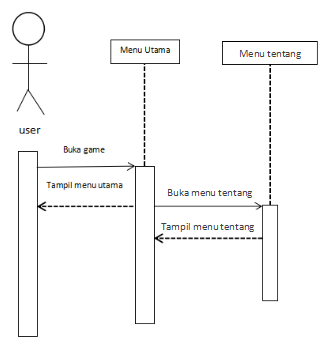 Menu Utama
Menu tentang
user
Buka game
Tampil menu utama
Buka menu tentang
Tampil menu tentang